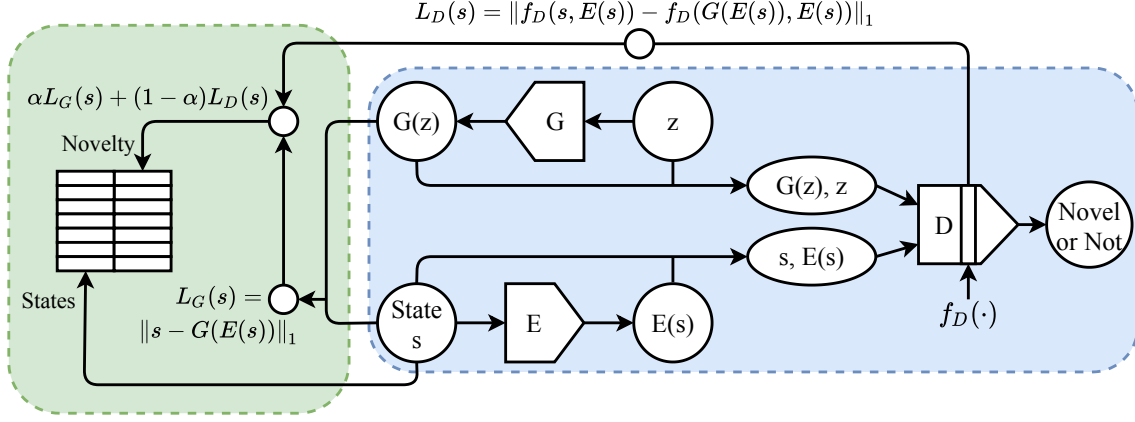 L_D(s) = ‖f_D(s, E(s)) − f_D(G(E(s)), E(s))‖_1
αL_G(s) + (1 − α)L_D(s)
Novelty
G(z)
G
z
G(z), z
D
Novel
or Not
s, E(s)
States
L_G(s) =
‖s − G(E(s))‖_1
State
s
E
E(s)
f_D(·)